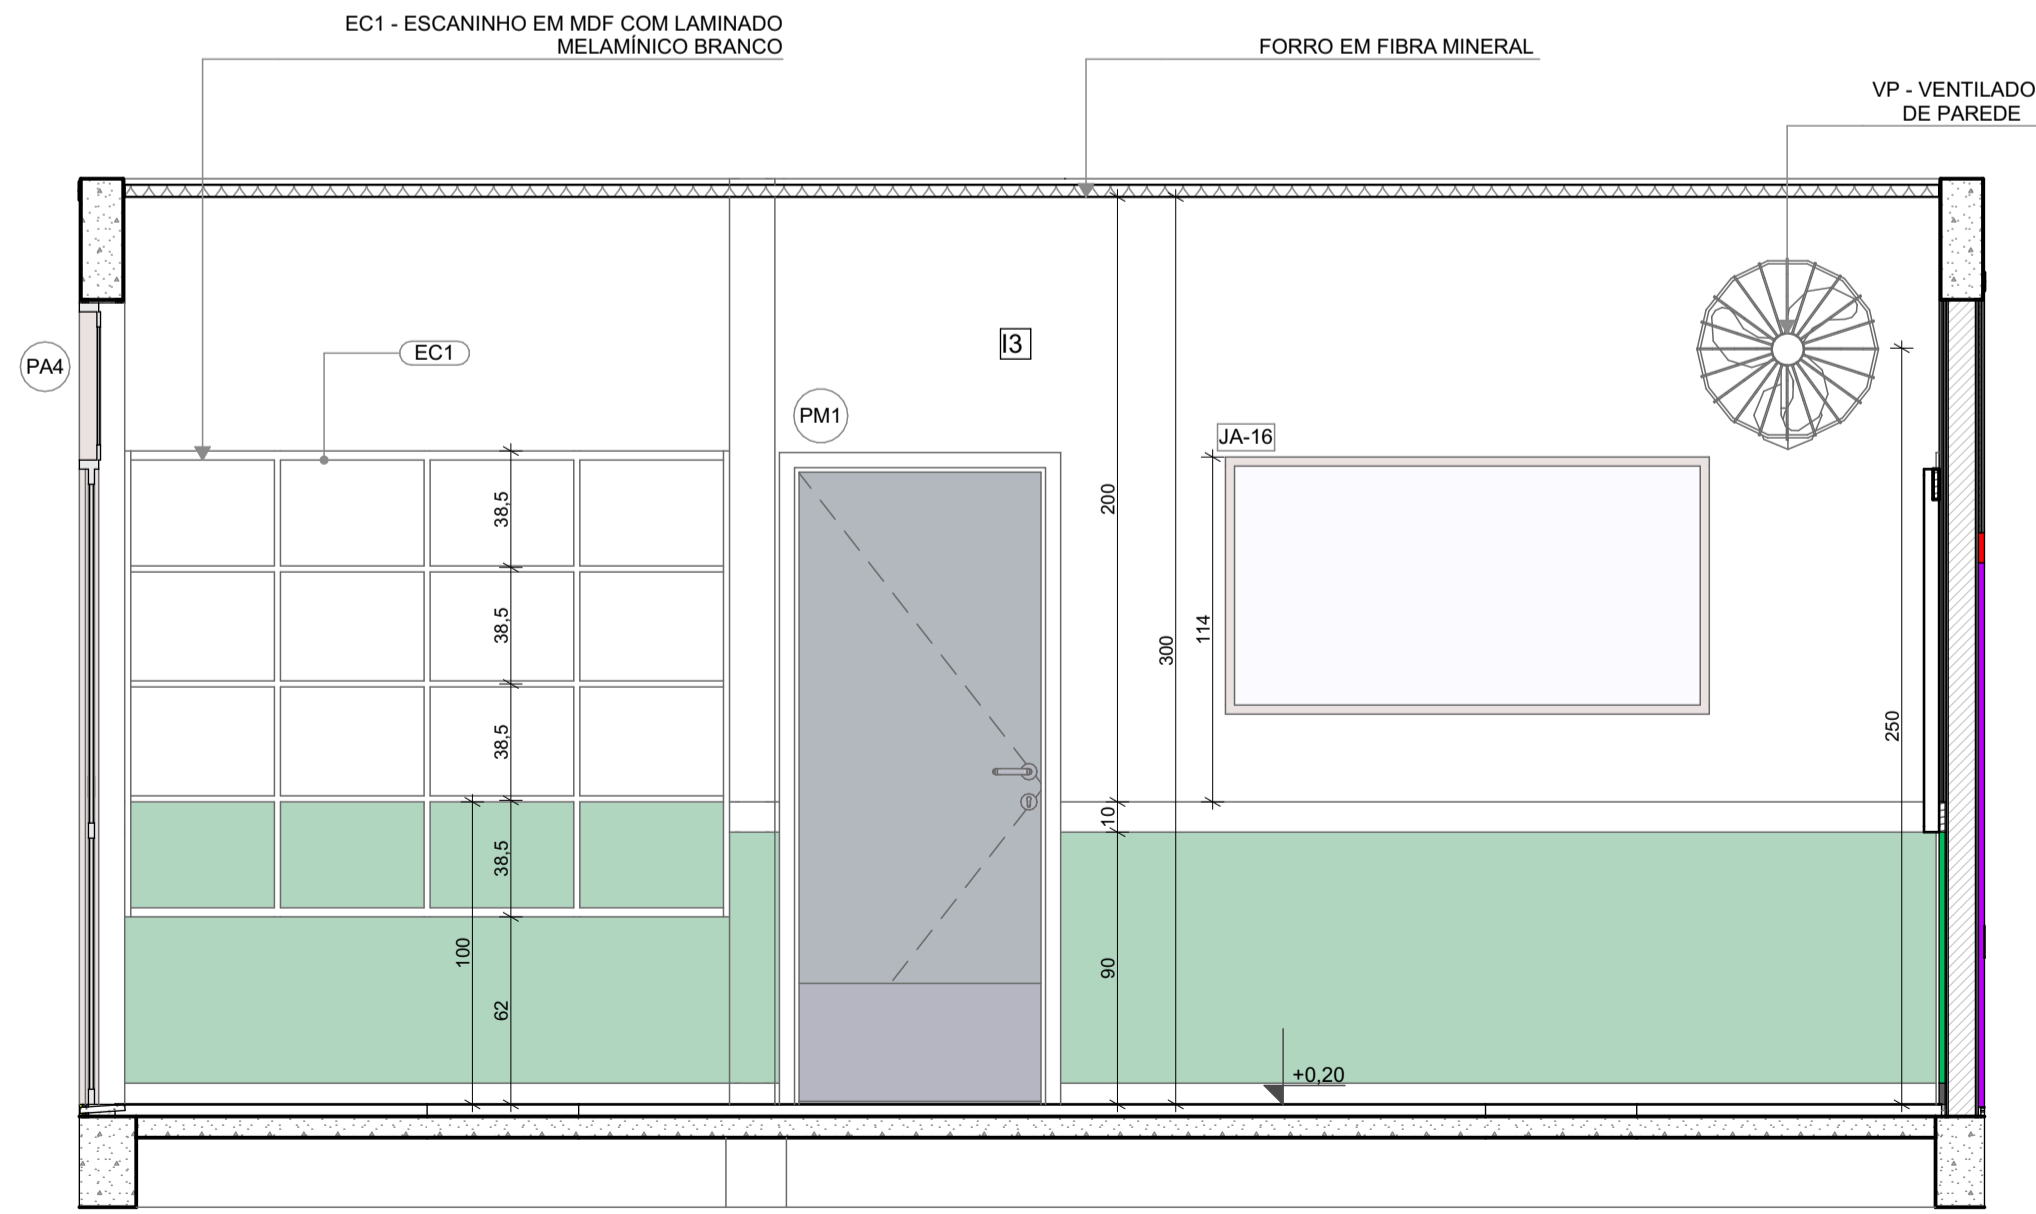 EC1 - ESCANINHO EM MDF COM LAMINADO
MELAMÍNICO BRANCO
FORRO EM FIBRA MINERAL
VP - VENTILADO
DE PAREDE
I3
EC1
PA4
PM1
JA-16
38,5
200
38,5
114
300
250
38,5
10
38,5
100
90
62
+0,20